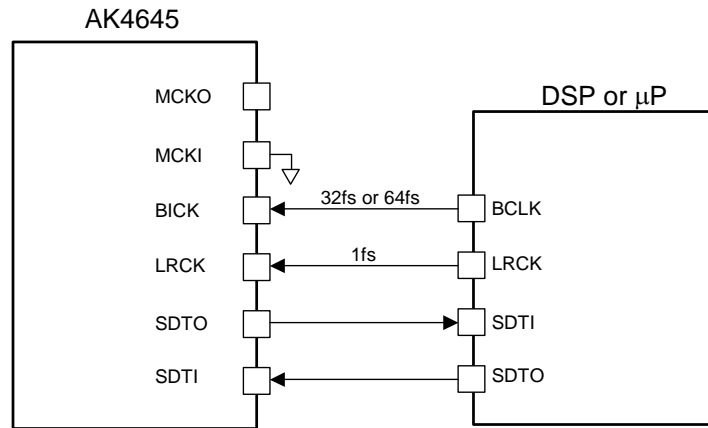 AK4645
DSP or μP
MCKO
MCKI
BICK
32fs or 64fs
BCLK
LRCK
1fs
LRCK
SDTO
SDTI
SDTI
SDTO